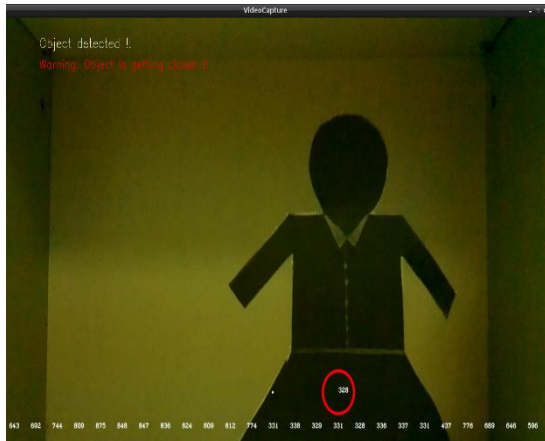 VideoCapture
Object detected !!
Warning: Object is getting closer !!
328
643 692 744 809 875 848 847 836 824 809 812 774 331 338 329 331 328 336 337 331 437 776 689 646 596